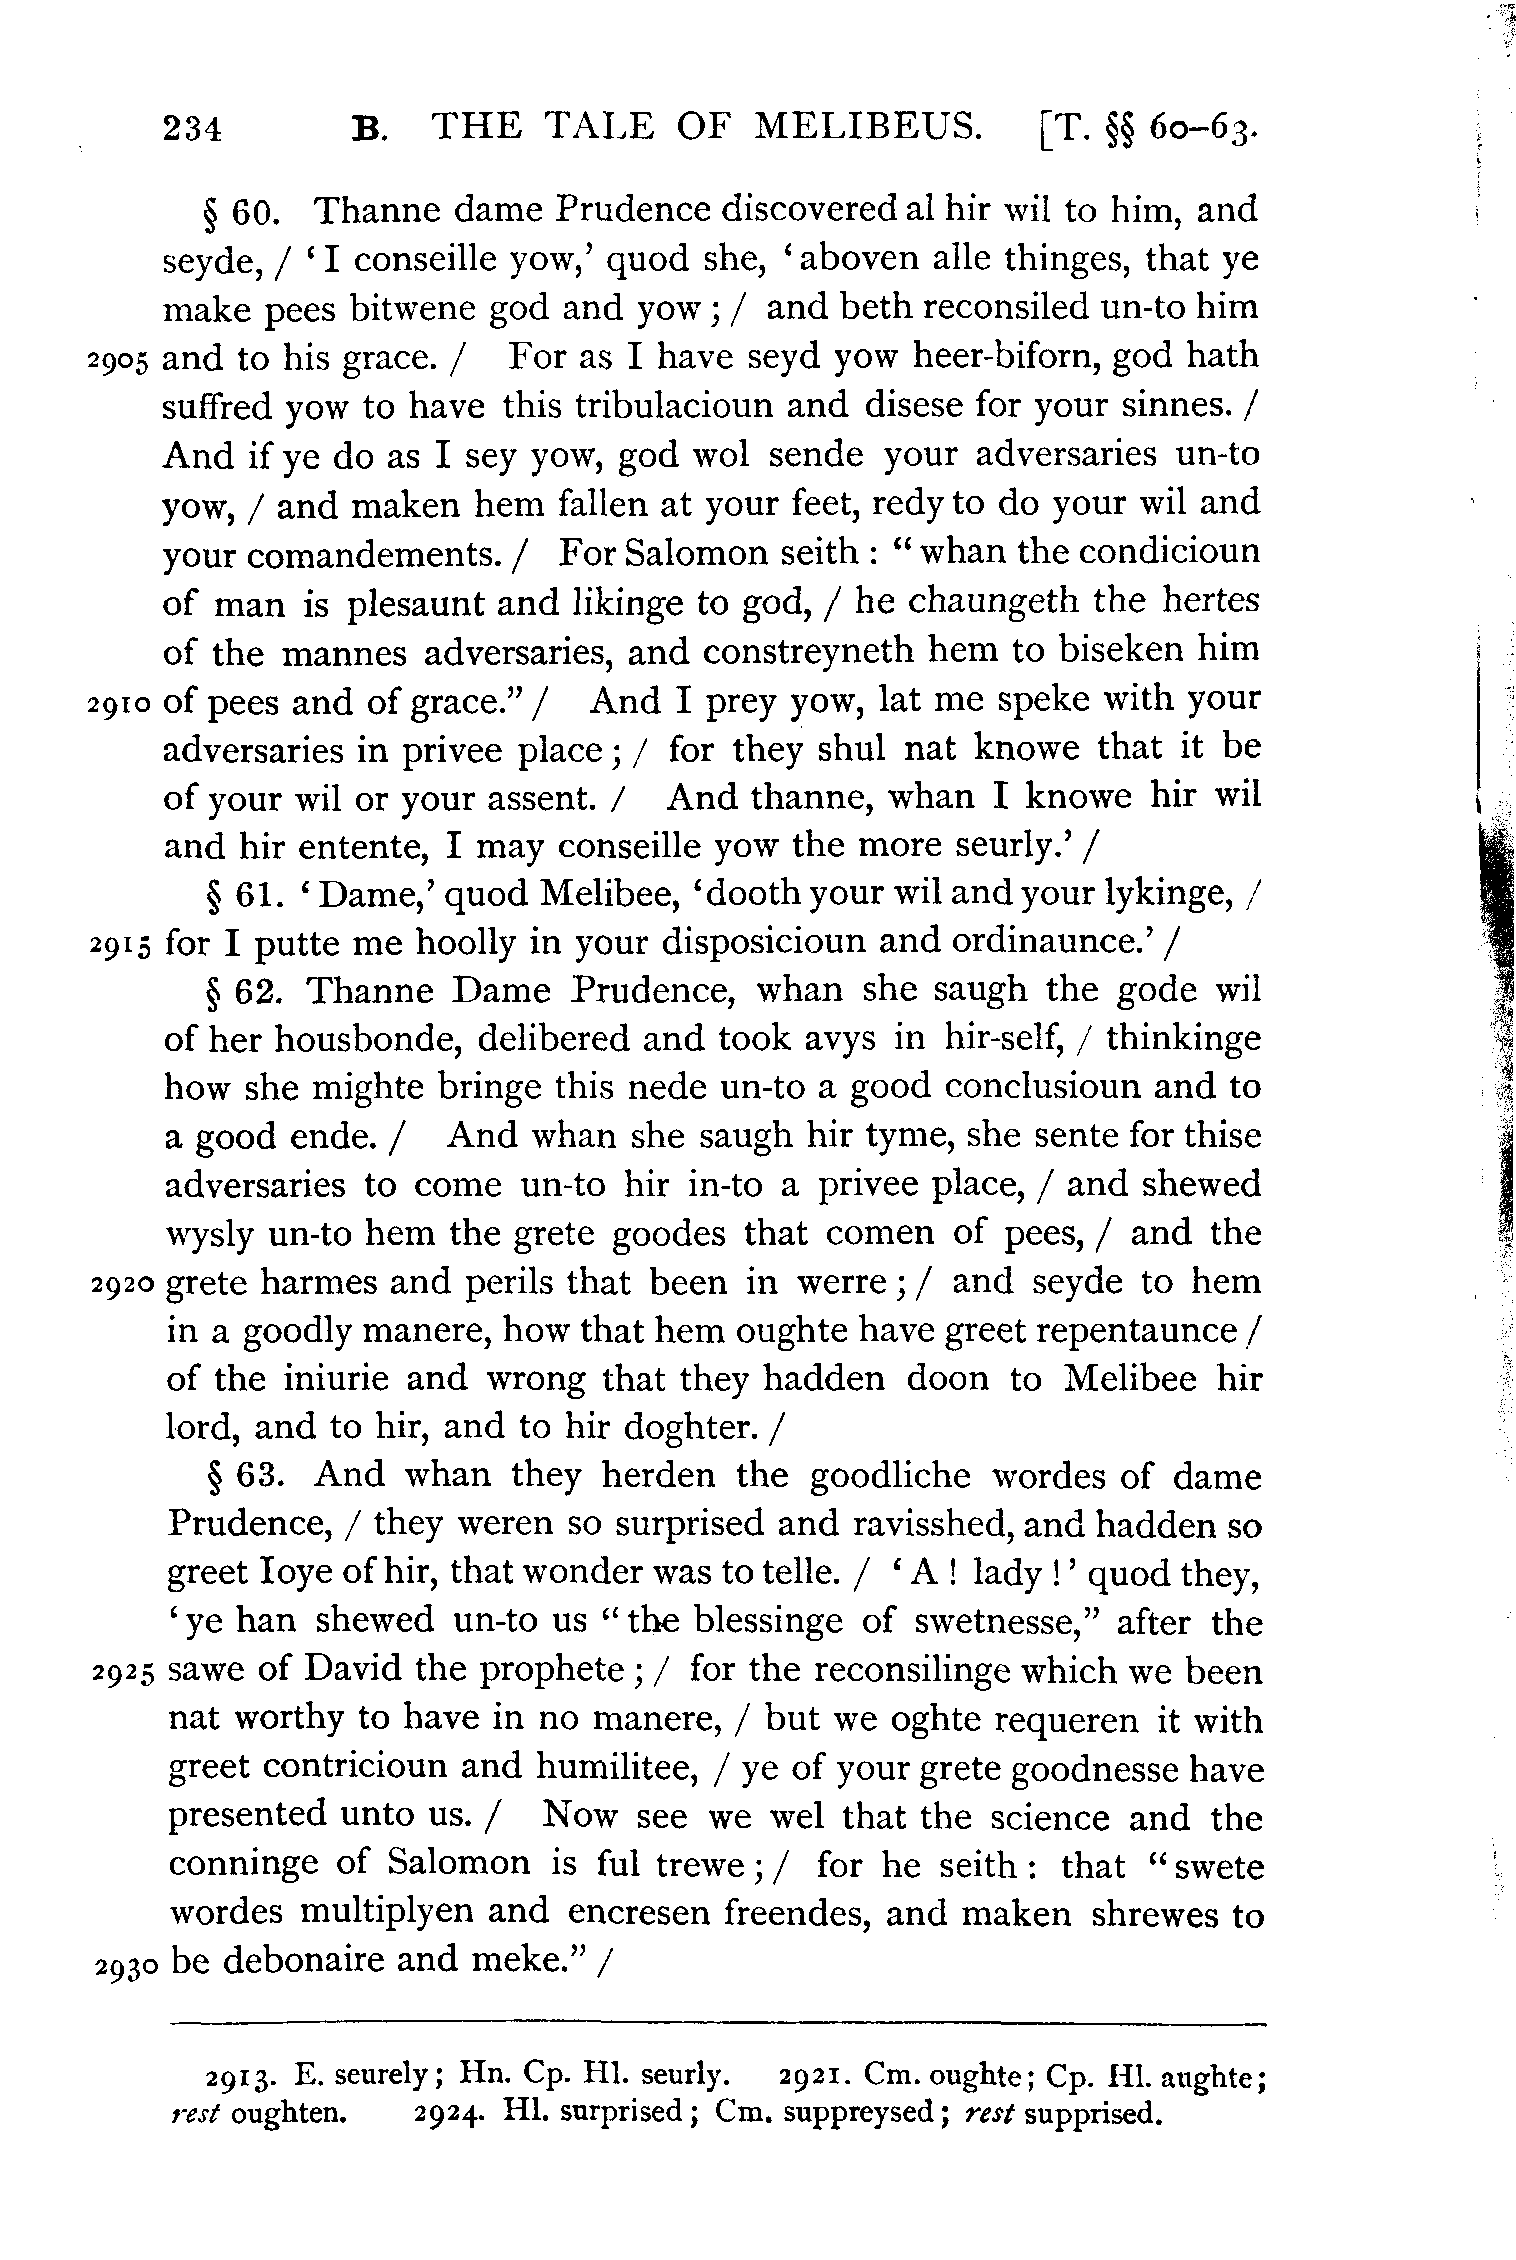 234 B. THE TALE OF MELIBEUS. [T. §§ 60–63.
§ 60. Thanne dame Prudence discovered al hir wil to him, and
seyde, / ‘I conseille yow,’ quod she, ‘aboven alle thinges, that ye
make pees bitwene god and yow; / and beth reconsiled un-to him
2905 and to his grace. / For as I have seyd yow heer-biforn, god hath
suffred yow to have this tribulacioun and disese for your sinnes. /
And if ye do as I sey yow, god wol sende your adversaries un-to
yow, / and maken hem fallen at your feet, redy to do your wil and
your comandements. / For Salomon seith: “whan the condicioun
of man is plesaunt and likinge to god, / he chaungeth the hertes
of the mannes adversaries, and constreyneth hem to biseken him
2910 of pees and of grace.” / And I prey yow, lat me speke with your
adversaries in privee place; / for they shul nat knowe that it be
of your wil or your assent. / And thanne, whan I knowe hir wil
and hir entente, I may conseille yow the more seurly.’ /
§ 61. ‘Dame,’ quod Melibee, ‘dooth your wil and your lykinge, /
2915 for I putte me hoolly in your disposicioun and ordinaunce.’ /
§ 62. Thanne Dame Prudence, whan she saugh the gode wil
of her housbonde, delibered and took avys in hir-self, / thinkinge
how she mighte bringe this nede un-to a good conclusioun and to
a good ende. / And whan she saugh hir tyme, she sente for thise
adversaries to come un-to hir in-to a privee place, / and shewed
wysly un-to hem the grete goodes that comen of pees, / and the
2920 grete harmes and perils that been in werre; / and seyde to hem
in a goodly manere, how that hem oughte have greet repentaunce /
of the iniurie and wrong that they hadden doon to Melibee hir
lord, and to hir, and to hir doghter. /
§ 63. And whan they herden the goodliche wordes of dame
Prudence, / they weren so surprised and ravisshed, and hadden so
greet Ioye of hir, that wonder was to telle. / ‘A! lady!’ quod they,
‘ye han shewed un-to us “the blessinge of swetnesse,” after the
2925 sawe of David the prophete; / for the reconsilinge which we been
nat worthy to have in no manere, / but we oghte requeren it with
greet contricioun and humilitee, / ye of your grete goodnesse have
presented unto us. / Now see we wel that the science and the
conninge of Salomon is ful trewe; / for he seith: that “swete
wordes multiplyen and encresen freendes, and maken shrewes to
2930 be debonaire and meke.” /
2913. E. seurely; Hn. Cp. Hl. seurly. 2921. Cm. oughte; Cp. Hl. aughte;
rest oughten. 2924. Hl. surprised; Cm. suppreysed; rest supprised.